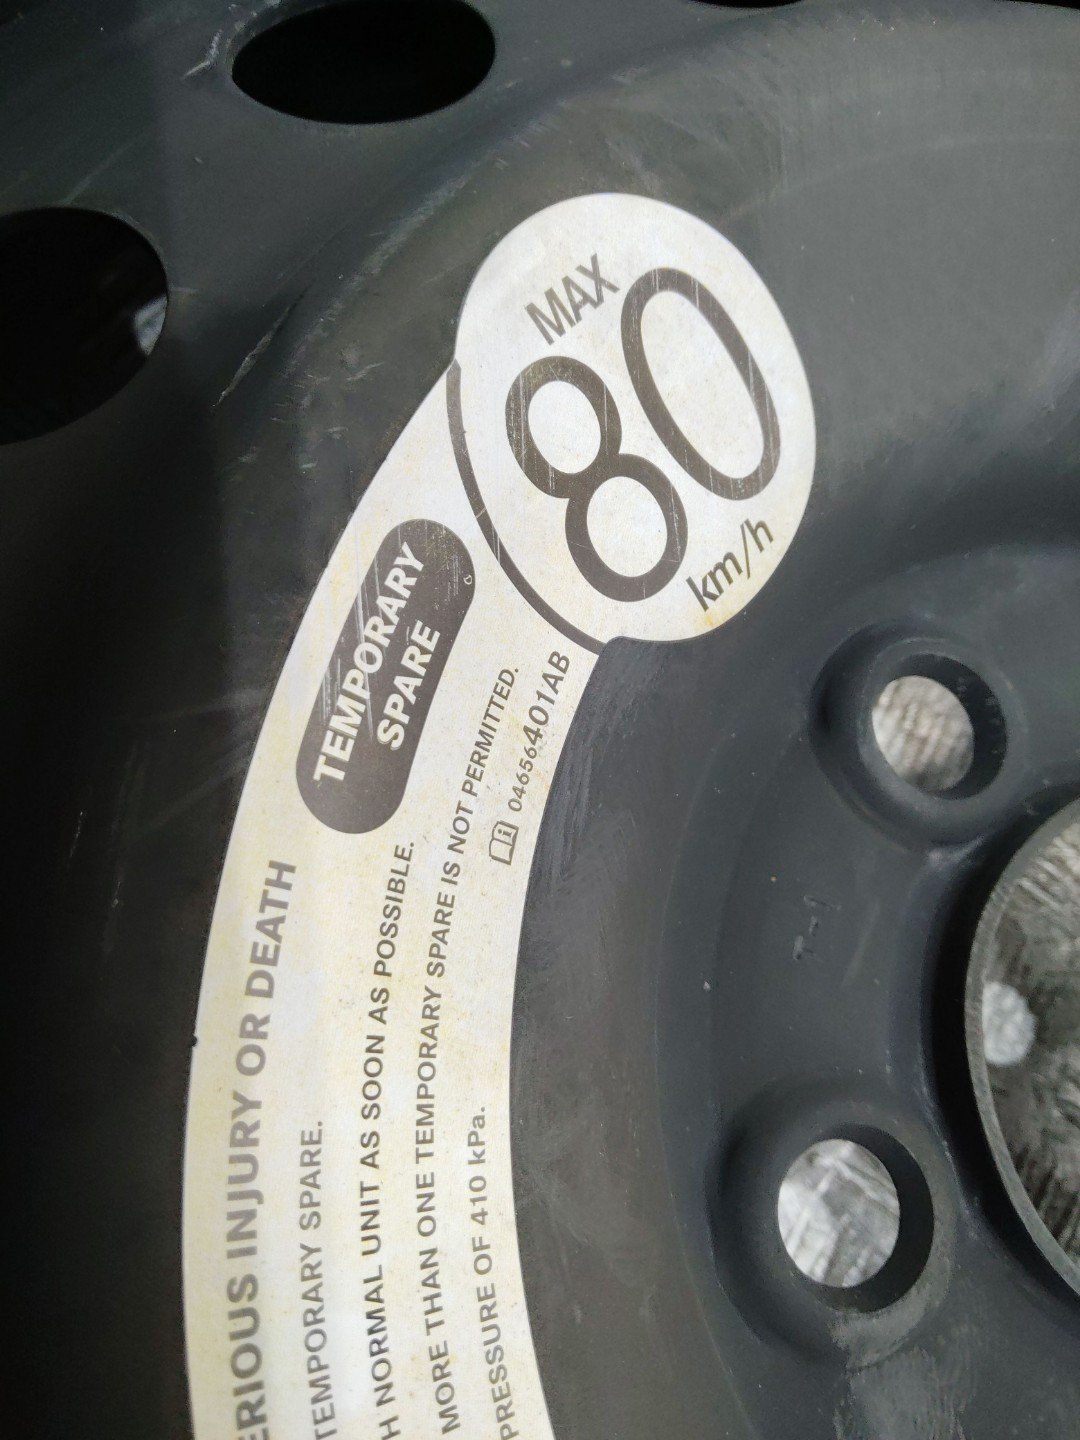 MAX
80
km/h
TEMPORARY
SPARE
ERIOUS INJURY OR DEATH
TEMPORARY SPARE.
H NORMAL UNIT AS SOON AS POSSIBLE.
MORE THAN ONE TEMPORARY SPARE IS NOT PERMITTED.
PRESSURE OF 410 kPa.
04656401AB
T-1